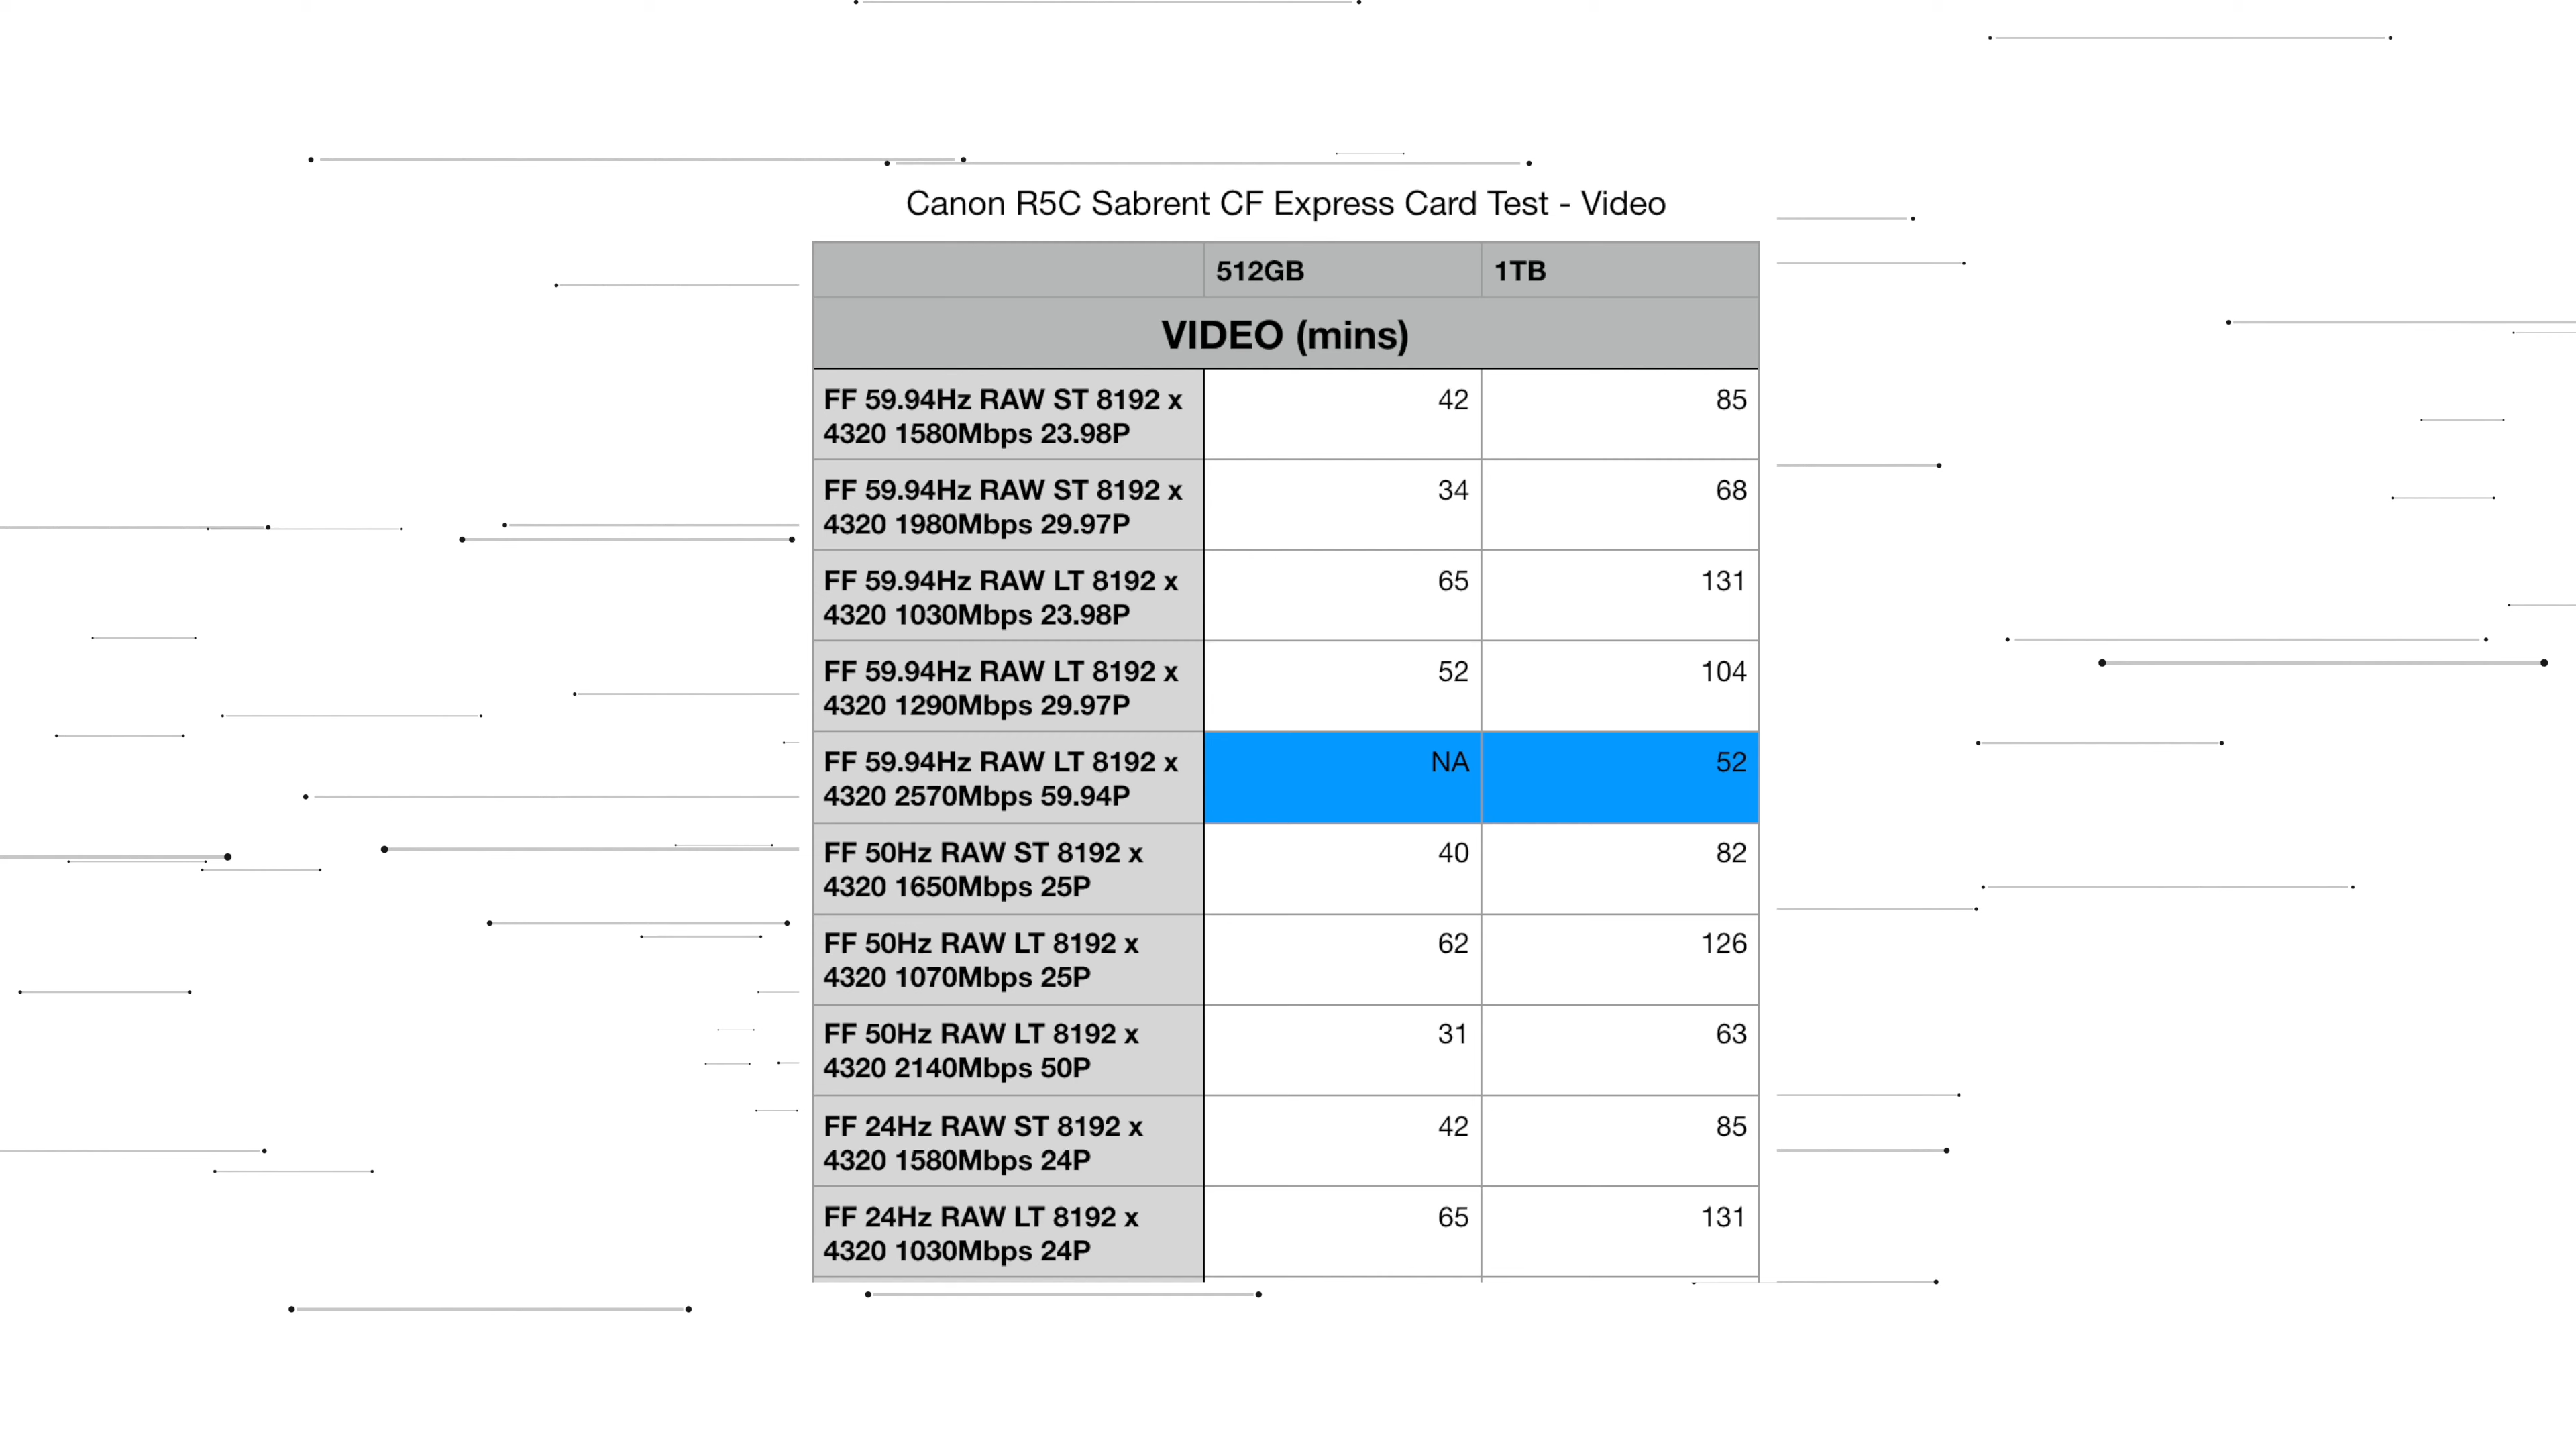 Canon R5C Sabrent CF Express Card Test - Video
512GB 1TB
VIDEO (mins)
FF 59.94Hz RAW ST 8192 x 42 85
4320 1580Mbps 23.98P
FF 59.94Hz RAW ST 8192 x 34 68
4320 1980Mbps 29.97P
FF 59.94Hz RAW LT 8192 x 65 131
4320 1030Mbps 23.98P
FF 59.94Hz RAW LT 8192 x 52 104
4320 1290Mbps 29.97P
FF 59.94Hz RAW LT 8192 x NA 52
4320 2570Mbps 59.94P
FF 50Hz RAW ST 8192 x 40 82
4320 1650Mbps 25P
FF 50Hz RAW LT 8192 x 62 126
4320 1070Mbps 25P
FF 50Hz RAW LT 8192 x 31 63
4320 2140Mbps 50P
FF 24Hz RAW ST 8192 x 42 85
4320 1580Mbps 24P
FF 24Hz RAW LT 8192 x 65 131
4320 1030Mbps 24P